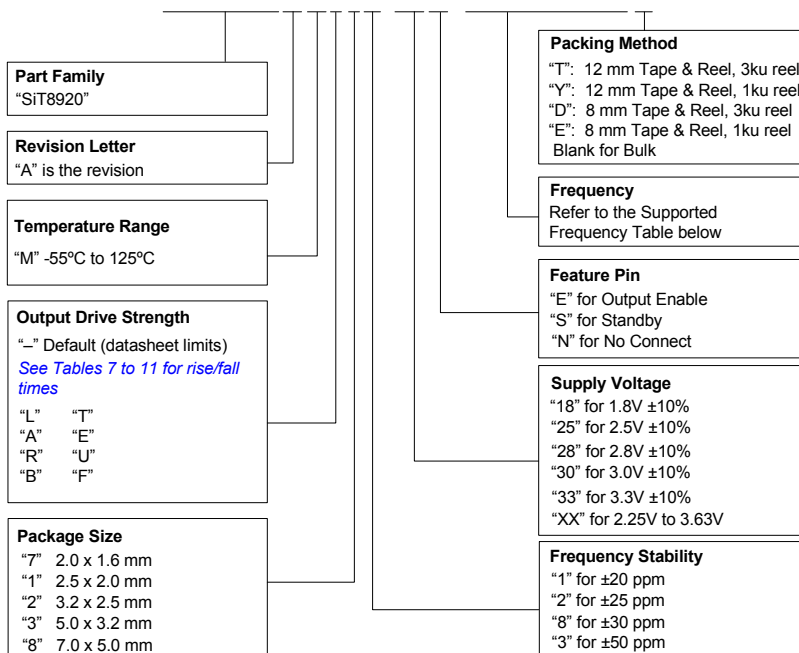 Part Family
“SiT8920”
Revision Letter
“A” is the revision
Temperature Range
“M” -55ºC to 125ºC
Output Drive Strength
“–” Default (datasheet limits)
See Tables 7 to 11 for rise/fall
times
“L” “T”
“A” “E”
“R” “U”
“B” “F”
Package Size
“7” 2.0 x 1.6 mm
“1” 2.5 x 2.0 mm
“2” 3.2 x 2.5 mm
“3” 5.0 x 3.2 mm
“8” 7.0 x 5.0 mm
Packing Method
“T”: 12 mm Tape & Reel, 3ku reel
“Y”: 12 mm Tape & Reel, 1ku reel
“D”: 8 mm Tape & Reel, 3ku reel
“E”: 8 mm Tape & Reel, 1ku reel
Blank for Bulk
Frequency
Refer to the Supported
Frequency Table below
Feature Pin
“E” for Output Enable
“S” for Standby
“N” for No Connect
Supply Voltage
“18” for 1.8V ±10%
“25” for 2.5V ±10%
“28” for 2.8V ±10%
“30” for 3.0V ±10%
“33” for 3.3V ±10%
“XX” for 2.25V to 3.63V
Frequency Stability
“1” for ±20 ppm
“2” for ±25 ppm
“8” for ±30 ppm
“3” for ±50 ppm